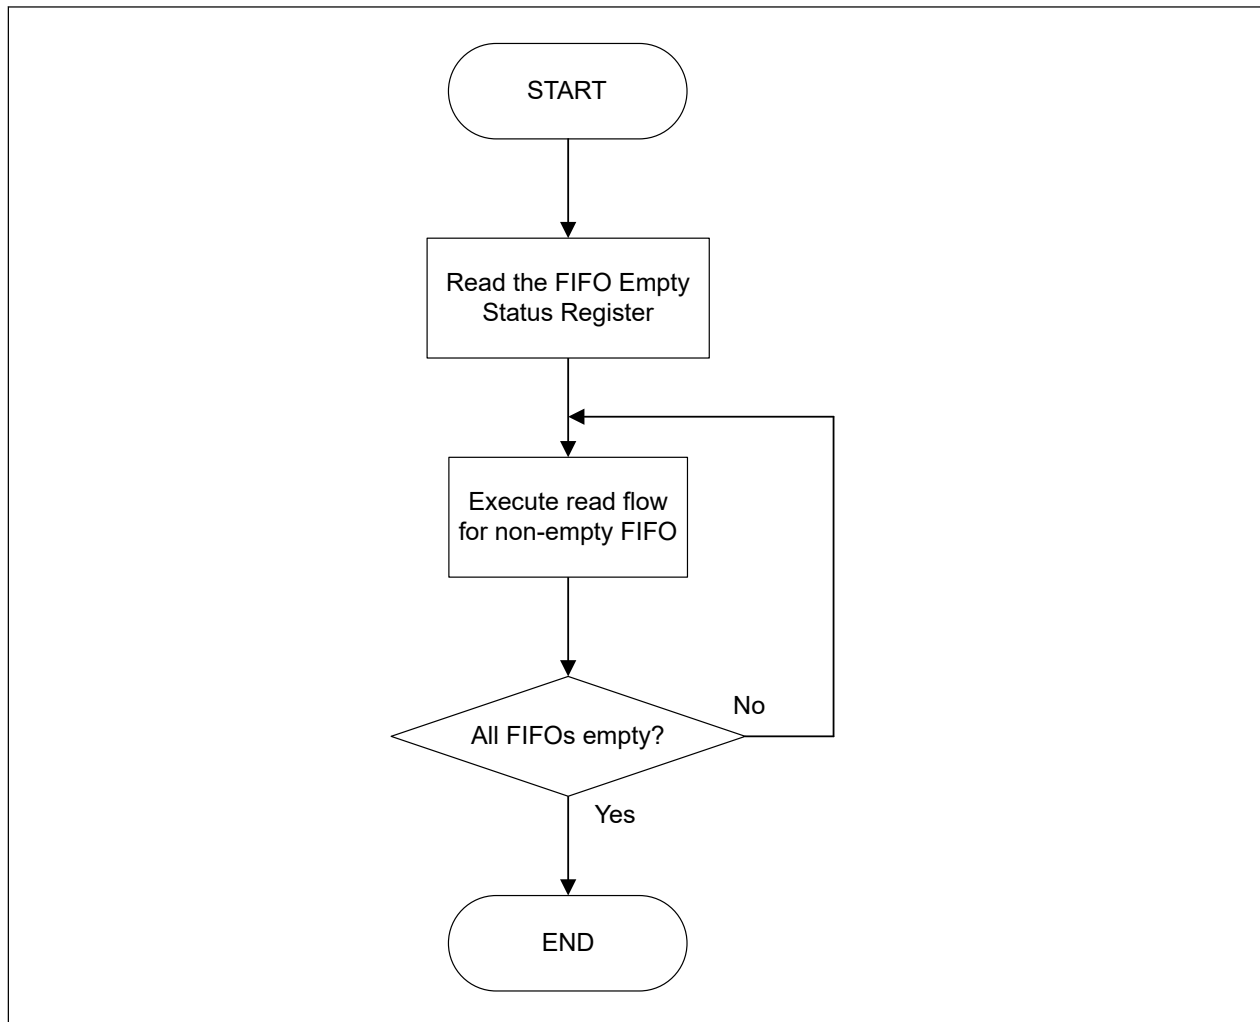 START
Read the FIFO Empty
Status Register
Execute read flow
for non-empty FIFO
All FIFOs empty?
No
Yes
END